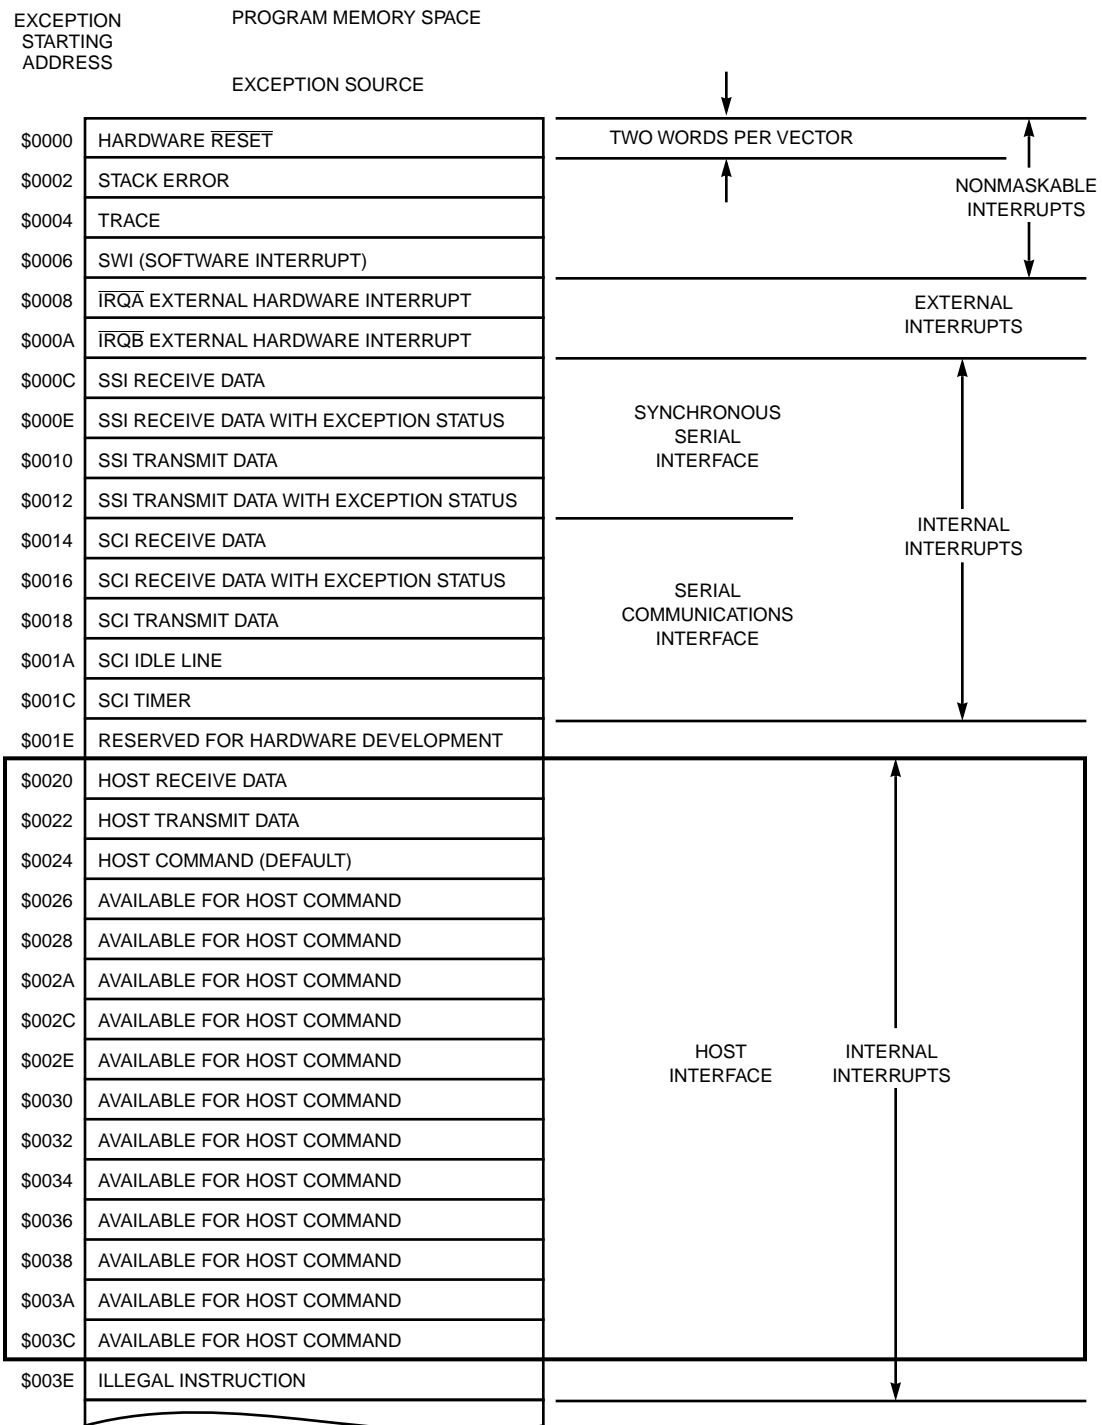 EXCEPTION
STARTING
ADDRESS
PROGRAM MEMORY SPACE
EXCEPTION SOURCE
$0000 HARDWARE RESET
TWO WORDS PER VECTOR
$0002 STACK ERROR
NONMASKABLE
INTERRUPTS
$0004 TRACE
$0006 SWI (SOFTWARE INTERRUPT)
$0008 IRQA EXTERNAL HARDWARE INTERRUPT
EXTERNAL
INTERRUPTS
$000A IRQB EXTERNAL HARDWARE INTERRUPT
$000C SSI RECEIVE DATA
$000E SSI RECEIVE DATA WITH EXCEPTION STATUS
SYNCHRONOUS
SERIAL
INTERFACE
$0010 SSI TRANSMIT DATA
$0012 SSI TRANSMIT DATA WITH EXCEPTION STATUS
$0014 SCI RECEIVE DATA
INTERNAL
INTERRUPTS
$0016 SCI RECEIVE DATA WITH EXCEPTION STATUS
SERIAL
COMMUNICATIONS
INTERFACE
$0018 SCI TRANSMIT DATA
$001A SCI IDLE LINE
$001C SCI TIMER
$001E RESERVED FOR HARDWARE DEVELOPMENT
$0020 HOST RECEIVE DATA
$0022 HOST TRANSMIT DATA
$0024 HOST COMMAND (DEFAULT)
$0026 AVAILABLE FOR HOST COMMAND
$0028 AVAILABLE FOR HOST COMMAND
$002A AVAILABLE FOR HOST COMMAND
$002C AVAILABLE FOR HOST COMMAND
$002E AVAILABLE FOR HOST COMMAND
HOST
INTERFACE
INTERNAL
INTERRUPTS
$0030 AVAILABLE FOR HOST COMMAND
$0032 AVAILABLE FOR HOST COMMAND
$0034 AVAILABLE FOR HOST COMMAND
$0036 AVAILABLE FOR HOST COMMAND
$0038 AVAILABLE FOR HOST COMMAND
$003A AVAILABLE FOR HOST COMMAND
$003C AVAILABLE FOR HOST COMMAND
$003E ILLEGAL INSTRUCTION